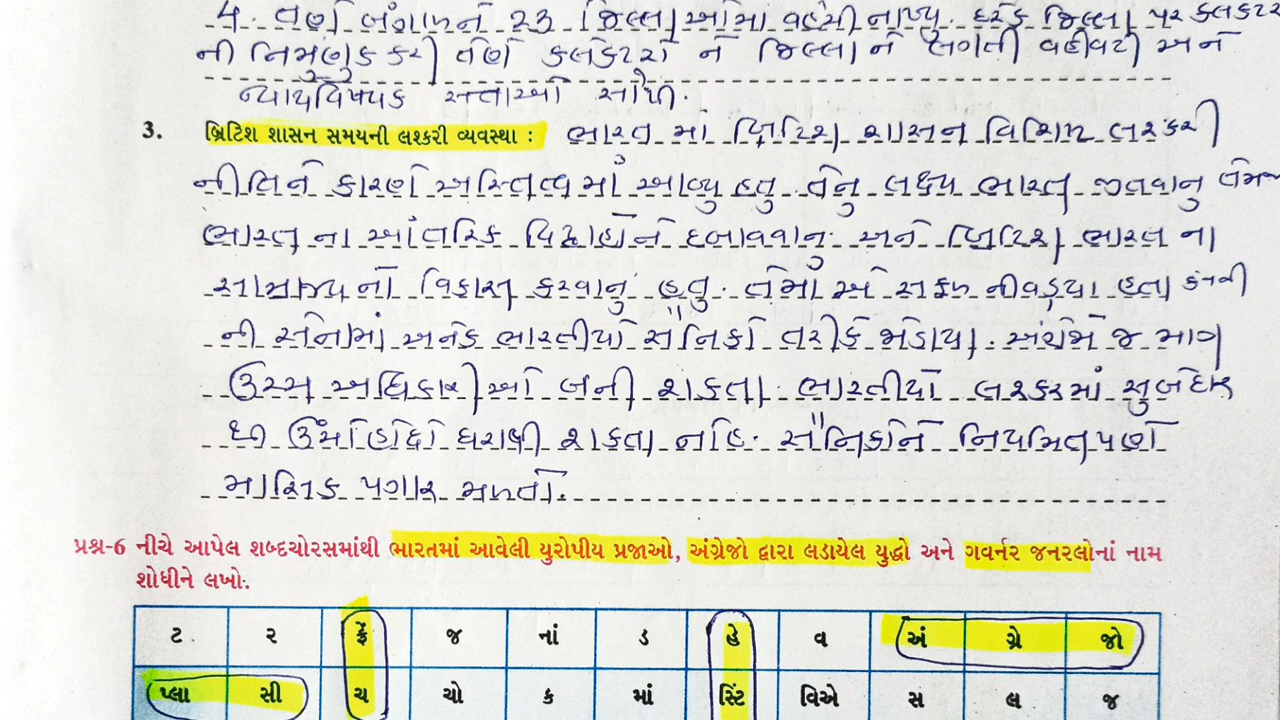 4. તેણે બંગાળને ૨૩ જિલ્લાઓમાં વહેંચી નાખ્યુ. દરેક જિલ્લા પર કલેક્ટર
ની નિમણુક કરી તેણે કલેક્ટરો ને જિલ્લા ને લગતી વહીવટી અને
ન્યાયવિષયક સત્તાઓ સોંપી.
3. બ્રિટિશ શાસન સમયની લશ્કરી વ્યવસ્થા : ભારત માં બ્રિટિશ શાસન વિશિષ્ટ લશ્કરી
નીતિને કારણે અસ્તિત્વ માં આવ્યુ હતુ. તેનુ લક્ષ્ય ભારત જીતવાનુ તેમજ
ભારત ના આંતરિક વિદ્રોહોને દબાવવાનુ અને બ્રિટિશ ભારત ના
સામ્રાજ્ય નો વિકાસ કરવાનું હતુ. તેમાં એ સફળ નીવડ્યા હતા કંપની
ની સેનામાં અનેક ભારતીયો સૈનિકો તરીકે જોડાયા. અંગ્રેજો જ માત્ર
ઉચ્ચ અધિકારીઓ બની શકતા. ભારતીયો લશ્કરમાં સુબેદાર
થી ઉંચો હોદ્દો ધરાવી શકતા નહિ. સૈનિકોને નિયમિતપણે
માસિક પગાર મળતો.
પ્રશ્ન-6 નીચે આપેલ શબ્દચોરસમાંથી ભારતમાં આવેલી યુરોપીય પ્રજાઓ, અંગ્રેજો દ્વારા લડાયેલ યુદ્ધો અને ગવર્નર જનરલોનાં નામ
શોધીને લખો.
ટ ર ફ્રેં જ નાં ડ હે વ અં ગ્રે જો
પ્લા સી ચ ચો ક માં સ્ટિં વિએ સ લ જ